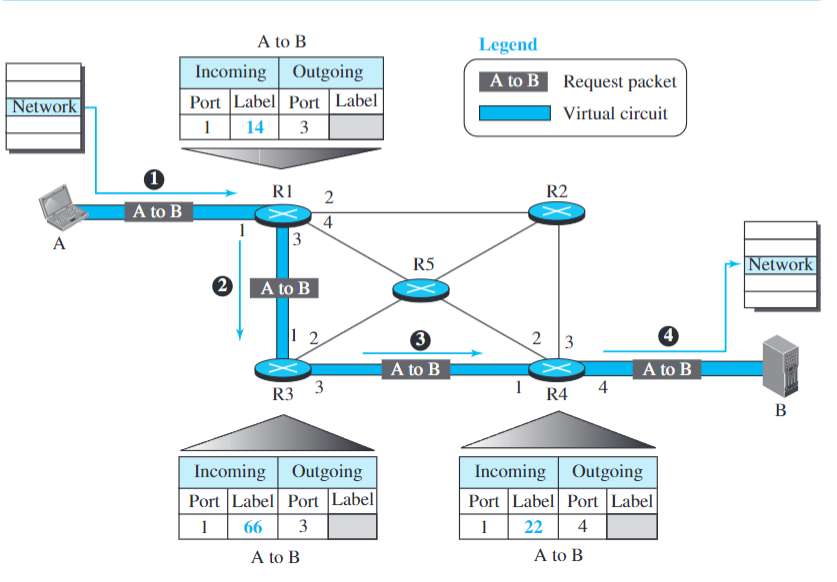 A to B
Incoming Outgoing
Port Label Port Label
1 14 3
Legend
A to B Request packet
Virtual circuit
Network
1
A to B
A
R1
1
2
4
3
R2
2
A to B
R5
Network
1 2
R3
3
3
A to B
2 3
1
R4
4
4
A to B
B
Incoming Outgoing
Port Label Port Label
1 66 3
A to B
Incoming Outgoing
Port Label Port Label
1 22 4
A to B